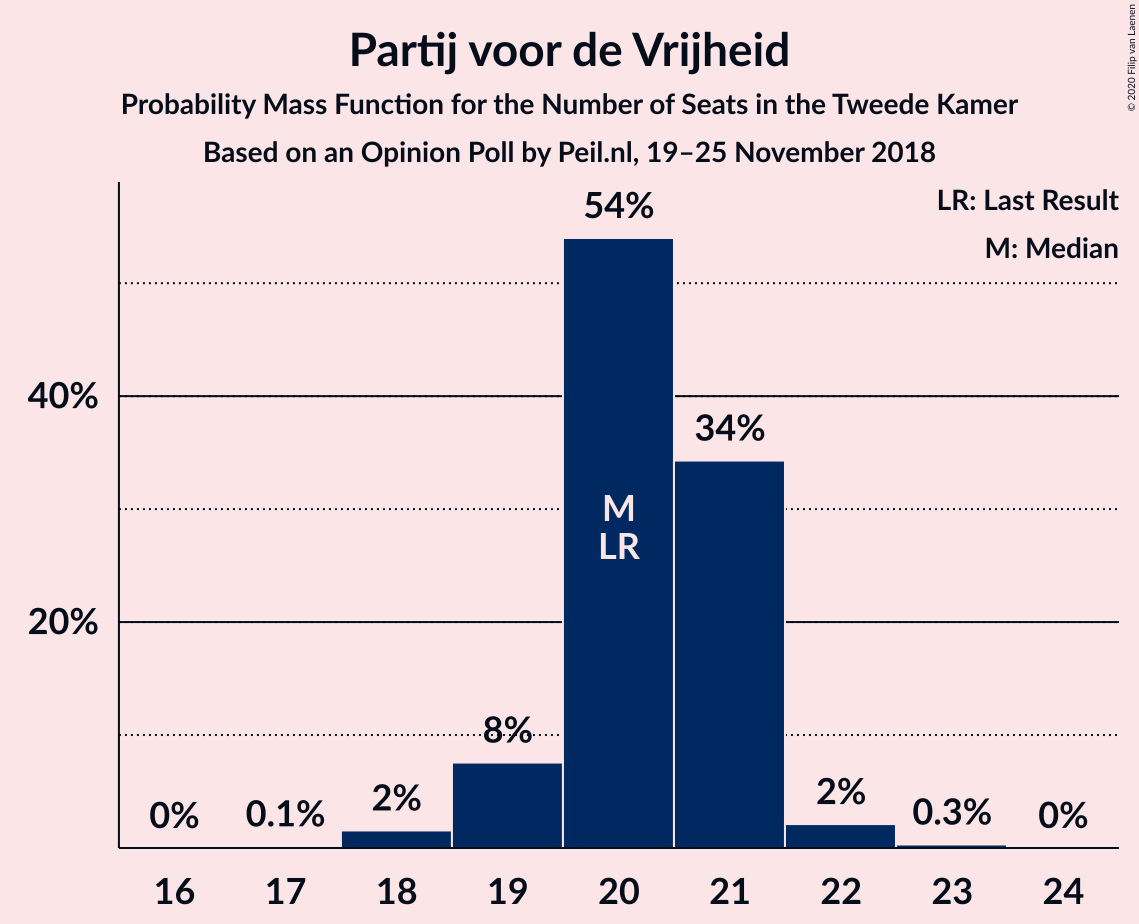 Partij voor de Vrijheid
Probability Mass Function for the Number of Seats in the Tweede Kamer
Based on an Opinion Poll by Peil.nl, 19–25 November 2018
© 2020 Filip van Laenen
LR: Last Result
M: Median
54%
40%
34%
M
LR
20%
8%
0%
0.1%
2%
2%
0.3%
0%
16
17
18
19
20
21
22
23
24